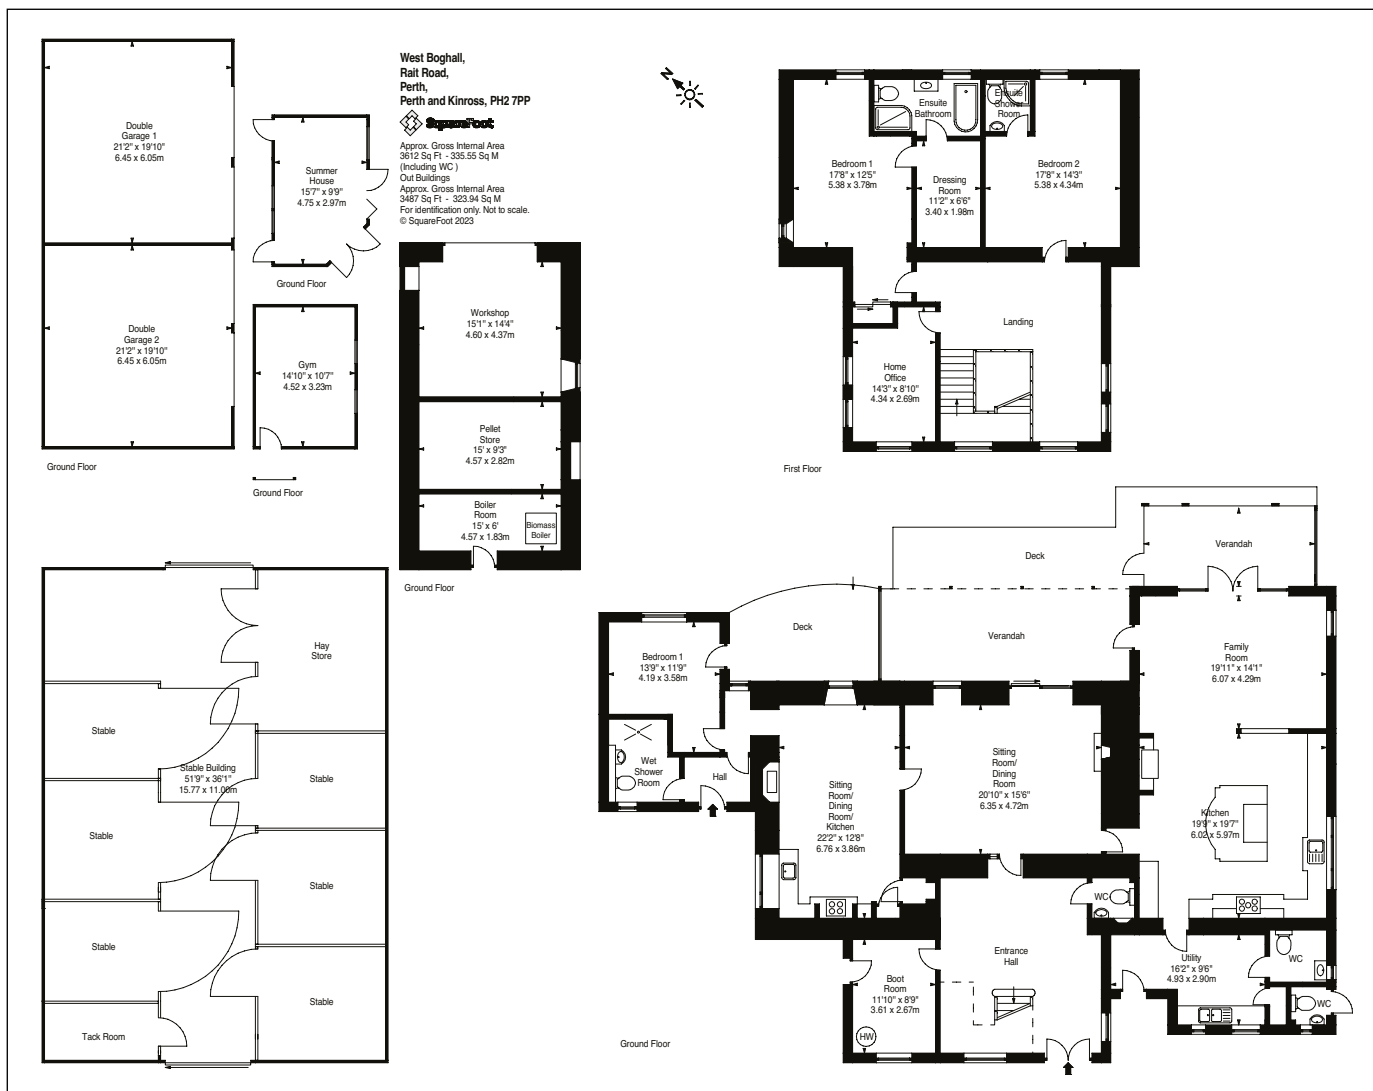 West Boghall,
Rait Road,
Perth,
Perth and Kinross, PH2 7PP
SquareFoot
Approx. Gross Internal Area
3612 Sq Ft - 335.55 Sq M
(Including WC )
Out Buildings
Approx. Gross Internal Area
3487 Sq Ft - 323.94 Sq M
For identification only. Not to scale.
© SquareFoot 2023
N
Double
Garage 1
21'2" x 19'10"
6.45 x 6.05m
Double
Garage 2
21'2" x 19'10"
6.45 x 6.05m
Ground Floor
Summer
House
15'7" x 9'9"
4.75 x 2.97m
Ground Floor
Gym
14'10" x 10'7"
4.52 x 3.23m
Ground Floor
Workshop
15'1" x 14'4"
4.60 x 4.37m
Pellet
Store
15' x 9'3"
4.57 x 2.82m
Boiler
Room
15' x 6'
4.57 x 1.83m
Biomass
Boiler
Ground Floor
Ensuite
Bathroom
Ensuite
Shower
Room
Bedroom 1
17'8" x 12'5"
5.38 x 3.78m
Dressing
Room
11'2" x 6'6"
3.40 x 1.98m
Bedroom 2
17'8" x 14'3"
5.38 x 4.34m
Landing
Home
Office
14'3" x 8'10"
4.34 x 2.69m
First Floor
Hay
Store
Stable
Stable Building
51'9" x 36'1"
15.77 x 11.00m
Stable
Stable
Stable
Stable
Stable
Tack Room
Deck
Verandah
Deck
Verandah
Bedroom 1
13'9" x 11'9"
4.19 x 3.58m
Wet
Shower
Room
Hall
Sitting
Room/
Dining
Room/
Kitchen
22'2" x 12'8"
6.76 x 3.86m
Sitting
Room/
Dining
Room
20'10" x 15'6"
6.35 x 4.72m
Family
Room
19'11" x 14'1"
6.07 x 4.29m
Kitchen
19'9" x 19'7"
6.02 x 5.97m
WC
Entrance
Hall
Boot
Room
11'10" x 8'9"
3.61 x 2.67m
HW
Utility
16'2" x 9'6"
4.93 x 2.90m
WC
WC
Ground Floor